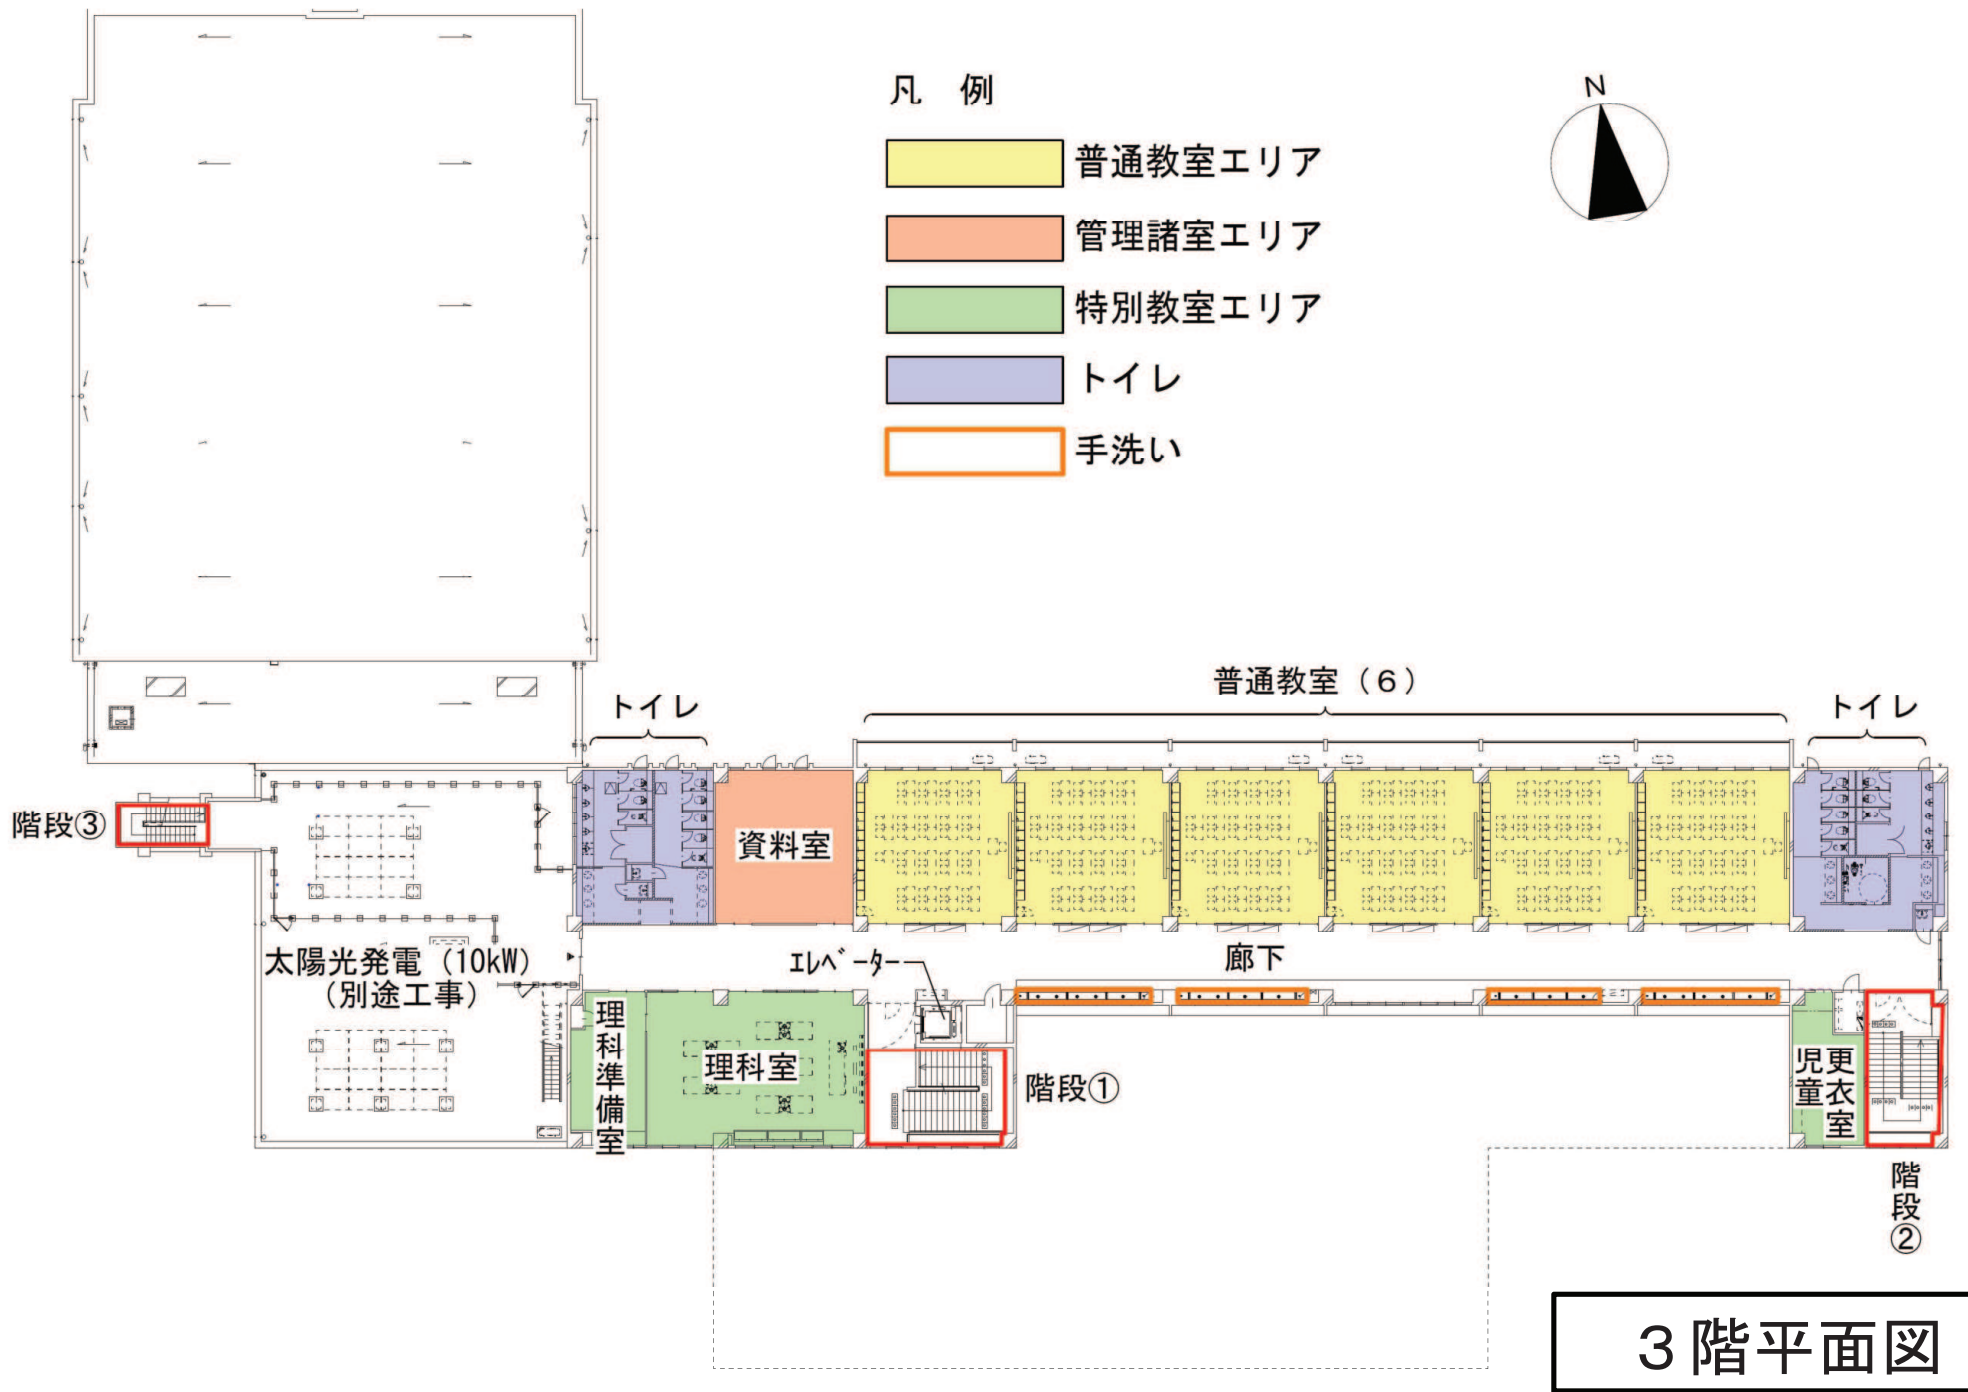 凡　例
N
普通教室エリア
管理諸室エリア
特別教室エリア
トイレ
手洗い
普通教室（６）
トイレ
トイレ
階段③
資料室
太陽光発電（10kW）
（別途工事）
エレベーター
廊下
理科準備室
理科室
階段①
児童
更衣室
階段②
３階平面図